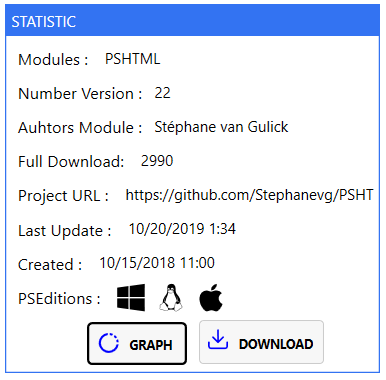 STATISTIC
Modules : PSHTML
Number Version : 22
Auhtors Module : Stéphane van Gulick
Full Download: 2990
Project URL : https://github.com/Stephanevg/PSHT
Last Update : 10/20/2019 1:34
Created : 10/15/2018 11:00
PSEditions :
GRAPH DOWNLOAD